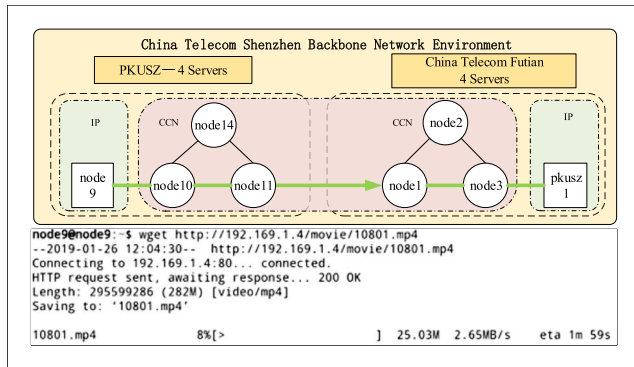 China Telecom Shenzhen Backbone Network Environment
PKUSZ—4 Servers
China Telecom Futian
4 Servers
IP
CCN
node14
CCN
node2
IP
node
9
node10
node11
node1
node3
pkusz
1
node9@node9:~$ wget http://192.169.1.4/movie/10801.mp4
--2019-01-26 12:04:30-- http://192.169.1.4/movie/10801.mp4
Connecting to 192.169.1.4:80... connected.
HTTP request sent, awaiting response... 200 OK
Length: 295599286 (282M) [video/mp4]
Saving to: ‘10801.mp4’
10801.mp4 8%[> ] 25.03M 2.65MB/s eta 1m 59s